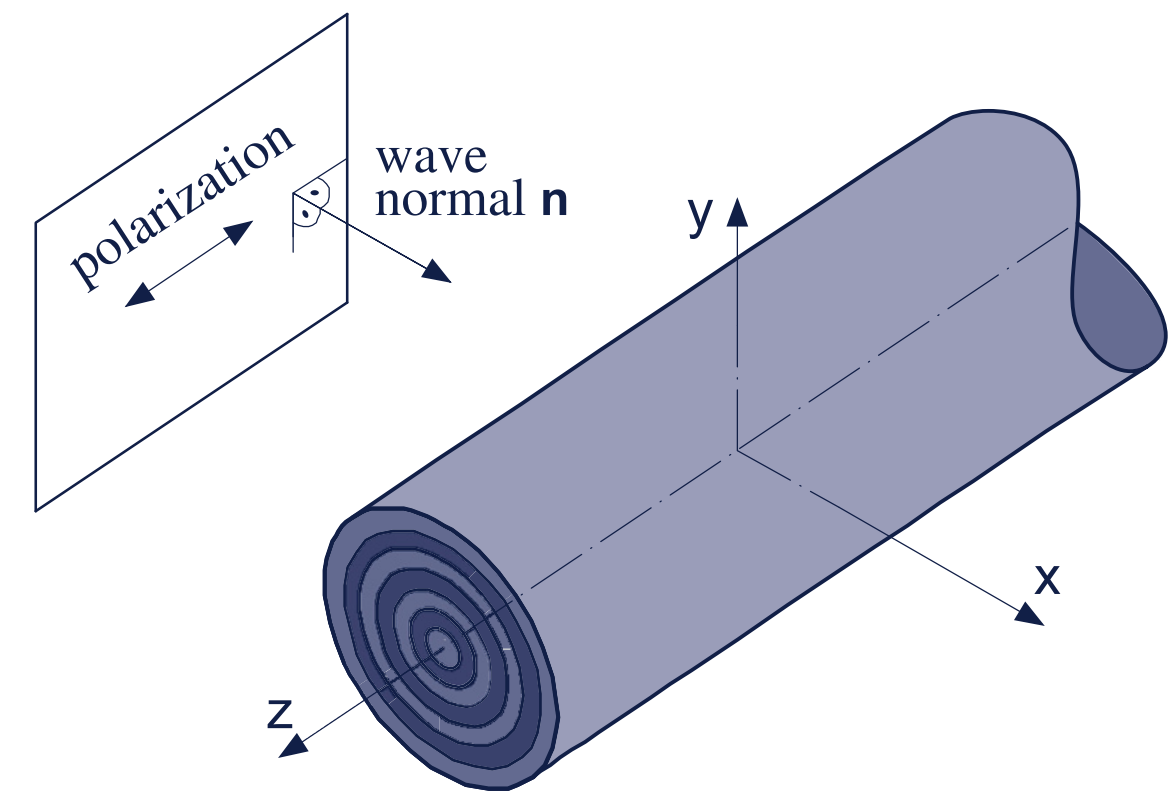 polarization
wave
normal n
y
x
z